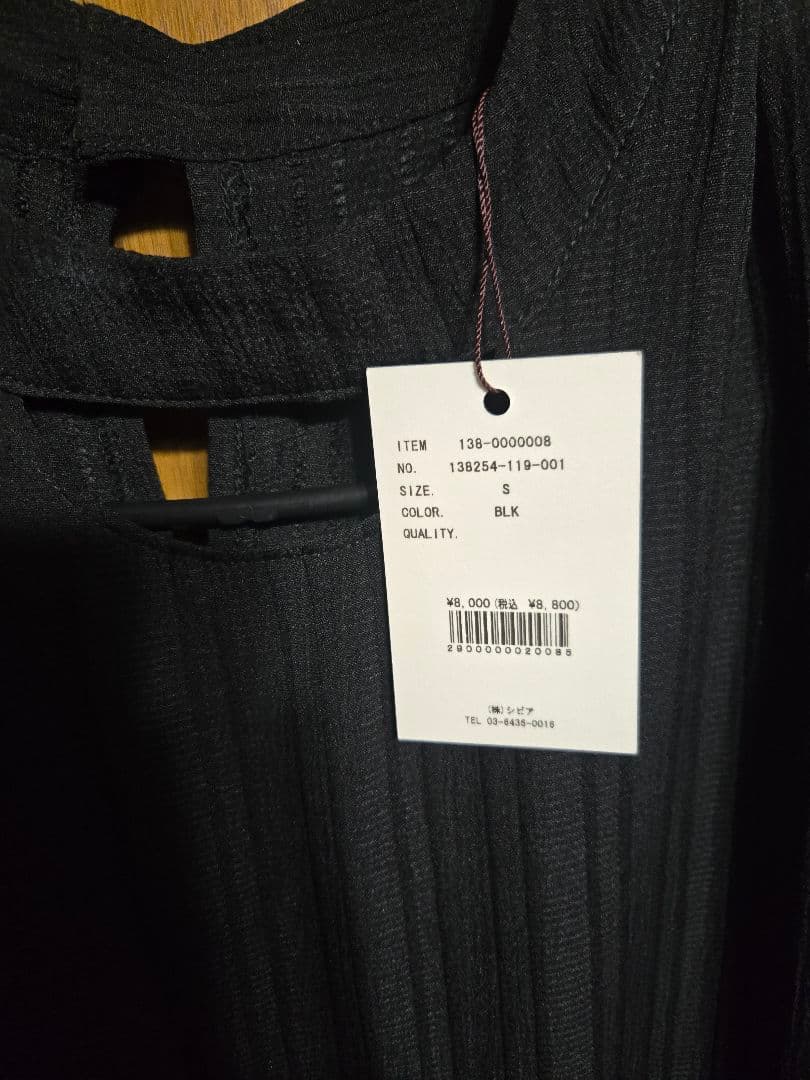 ITEM 138-0000008
NO. 138254-119-001
SIZE. S
COLOR. BLK
QUALITY.
¥8,000(税込 ¥8,800)
2900000020085
(株)シピア
TEL 03-6435-0016